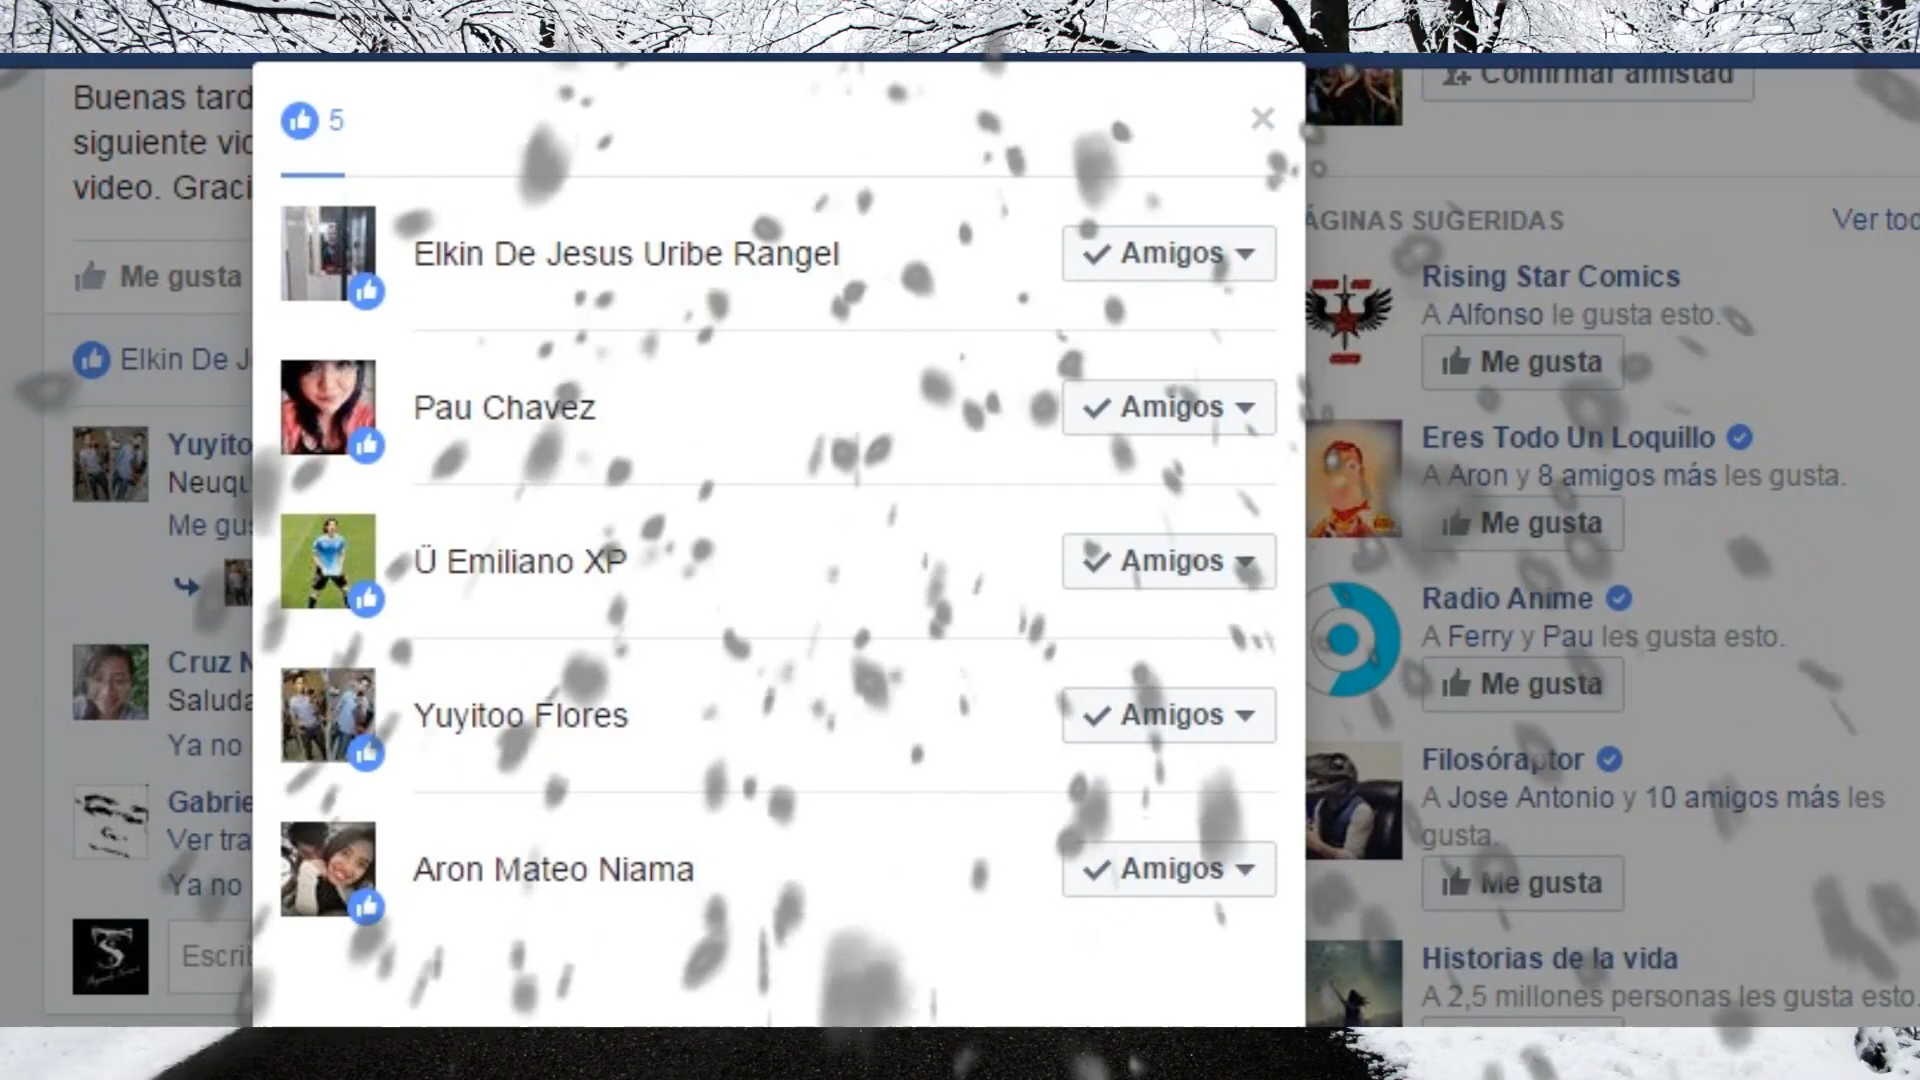 Buenas tard
siguiente vid
video. Graci
Me gusta
Elkin De J
Yuyito
Neuqu
Me gus
Cruz N
Saluda
Ya no
Gabrie
Ver tra
Ya no
Escrib
5
Elkin De Jesus Uribe Rangel
Amigos
Pau Chavez
Amigos
Ü Emiliano XP
Amigos
Yuyitoo Flores
Amigos
Aron Mateo Niama
Amigos
Confirmar amistad
ÁGINAS SUGERIDAS
Ver tod
Rising Star Comics
A Alfonso le gusta esto.
Me gusta
Eres Todo Un Loquillo
A Aron y 8 amigos más les gusta.
Me gusta
Radio Anime
A Ferry y Pau les gusta esto.
Me gusta
Filosóraptor
A Jose Antonio y 10 amigos más les
gusta.
Me gusta
Historias de la vida
A 2,5 millones personas les gusta esto.